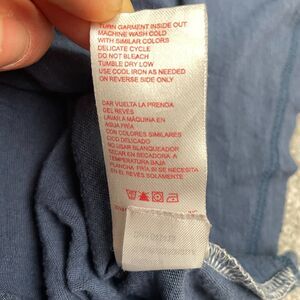 TURN GARMENT INSIDE OUT
MACHINE WASH COLD
WITH SIMILAR COLORS
DELICATE CYCLE
DO NOT BLEACH
TUMBLE DRY LOW
USE COOL IRON AS NEEDED
ON REVERSE SIDE ONLY
DAR VUELTA LA PRENDA
DEL REVÉS
LAVAR A MÁQUINA EN
AGUA FRÍA
CON COLORES SIMILARES
CICLO DELICADO
NO USAR BLANQUEADOR
SECAR EN SECADORA A
TEMPERATURA BAJA
PLANCHA FRÍA SI SE NECESITA
EN EL REVÉS SOLAMENTE